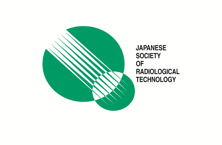 JAPANESE
SOCIETY
OF
RADIOLOGICAL
TECHNOLOGY